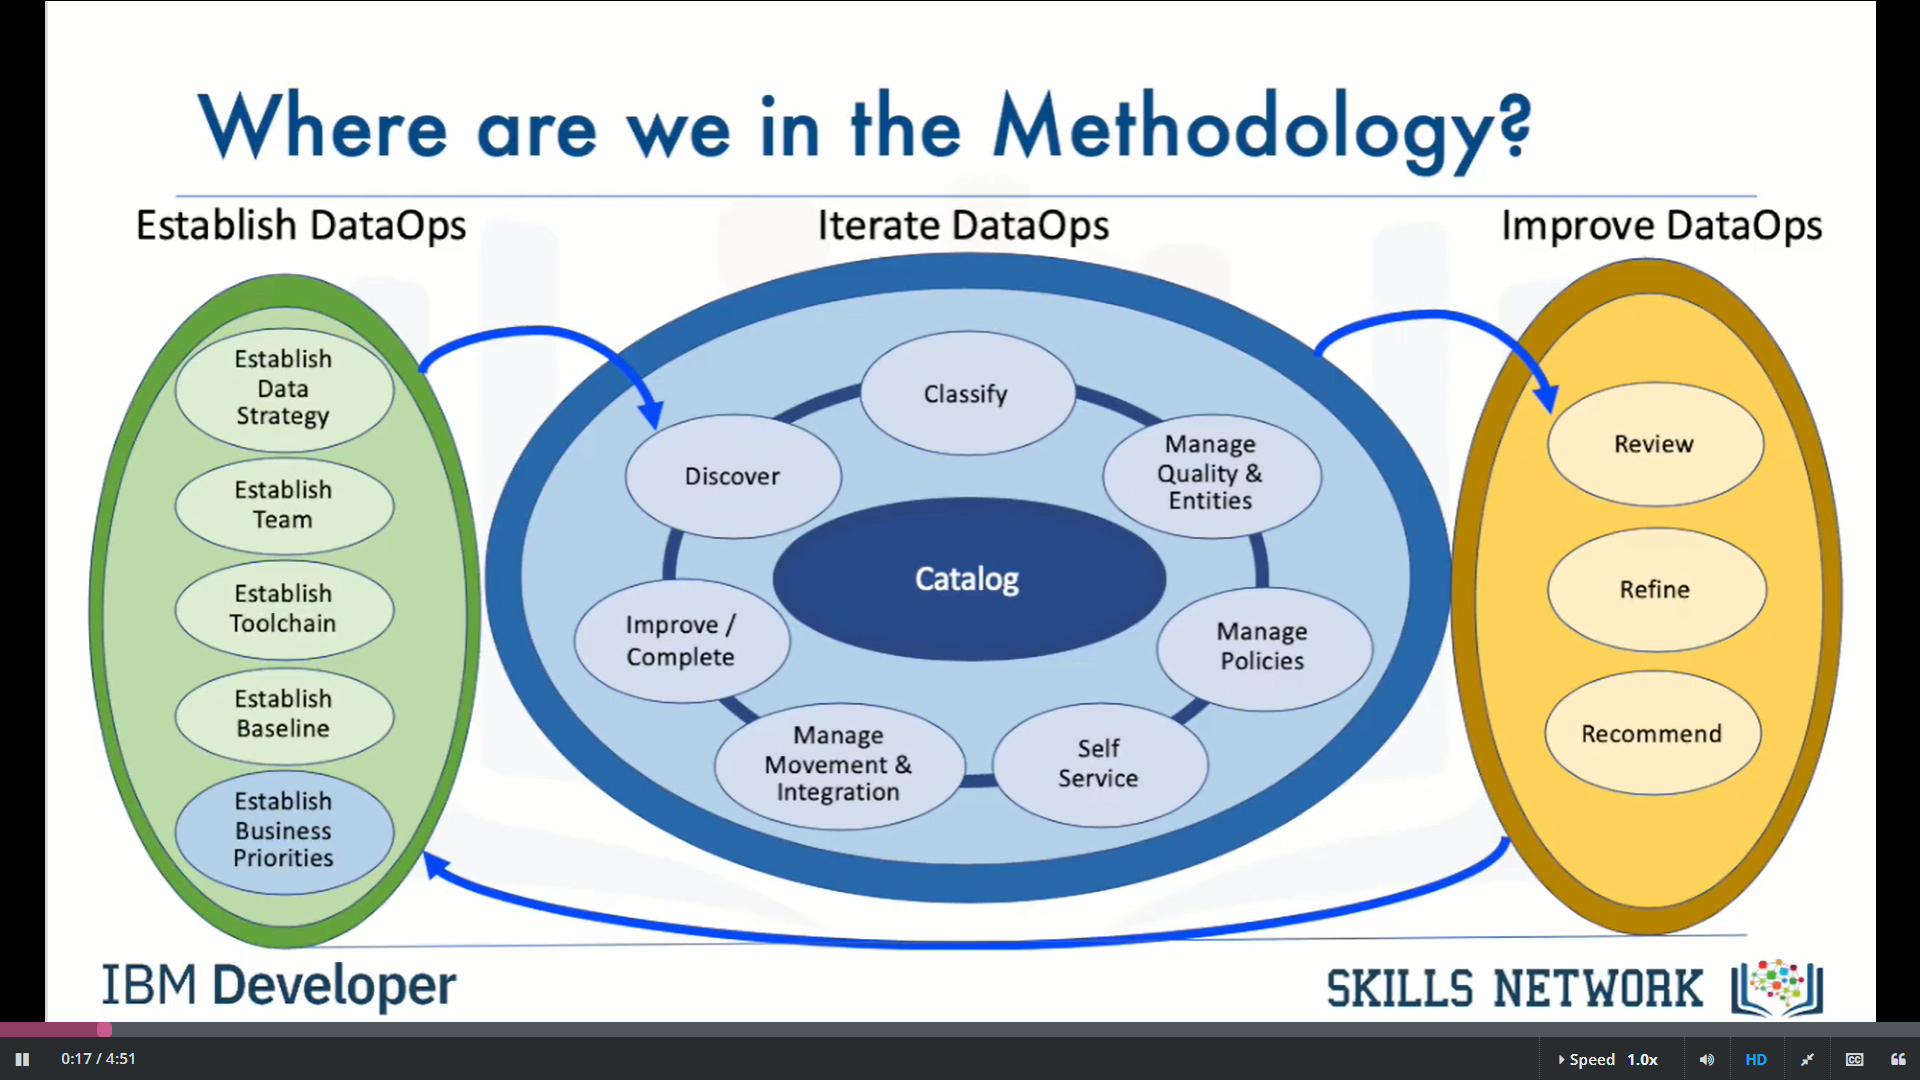 Where are we in the Methodology?
Establish DataOps
Iterate DataOps
Improve DataOps
Establish
Data
Strategy
Establish
Team
Establish
Toolchain
Establish
Baseline
Establish
Business
Priorities
Classify
Discover
Manage
Quality &
Entities
Catalog
Improve /
Complete
Manage
Policies
Manage
Movement &
Integration
Self
Service
Review
Refine
Recommend
IBM Developer
SKILLS NETWORK
0:17 / 4:51
Speed 1.0x
HD
CC